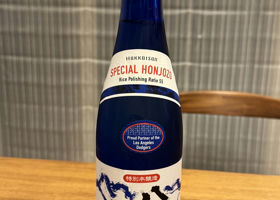 HAKKAISAN
SPECIAL HONJOZO
Rice Polishing Ratio 55
Proud Partner of the
Los Angeles
Dodgers
特別本醸造
八